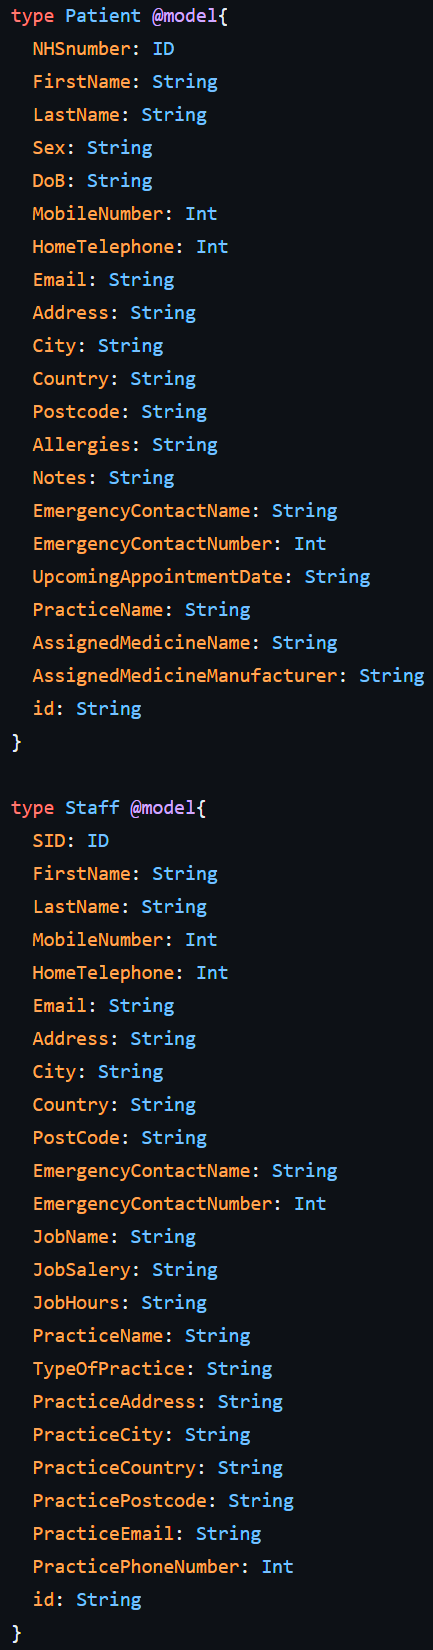 type Patient @model{
NHSnumber: ID
FirstName: String
LastName: String
Sex: String
DoB: String
MobileNumber: Int
HomeTelephone: Int
Email: String
Address: String
City: String
Country: String
Postcode: String
Allergies: String
Notes: String
EmergencyContactName: String
EmergencyContactNumber: Int
UpcomingAppointmentDate: String
PracticeName: String
AssignedMedicineName: String
AssignedMedicineManufacturer: String
id: String
}
type Staff @model{
SID: ID
FirstName: String
LastName: String
MobileNumber: Int
HomeTelephone: Int
Email: String
Address: String
City: String
Country: String
PostCode: String
EmergencyContactName: String
EmergencyContactNumber: Int
JobName: String
JobSalery: String
JobHours: String
PracticeName: String
TypeOfPractice: String
PracticeAddress: String
PracticeCity: String
PracticeCountry: String
PracticePostcode: String
PracticeEmail: String
PracticePhoneNumber: Int
id: String
}